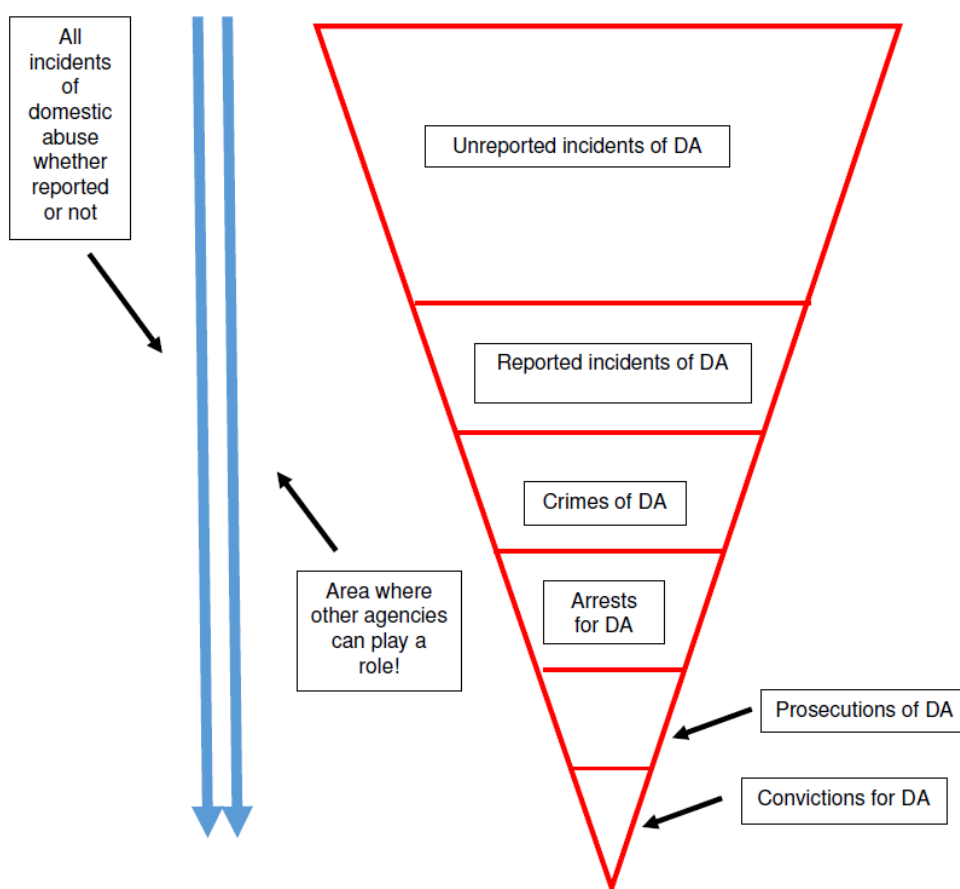 All
incidents
of
domestic
abuse
whether
reported
or not
Unreported incidents of DA
Reported incidents of DA
Crimes of DA
Arrests
for DA
Area where
other agencies
can play a
role!
Prosecutions of DA
Convictions for DA